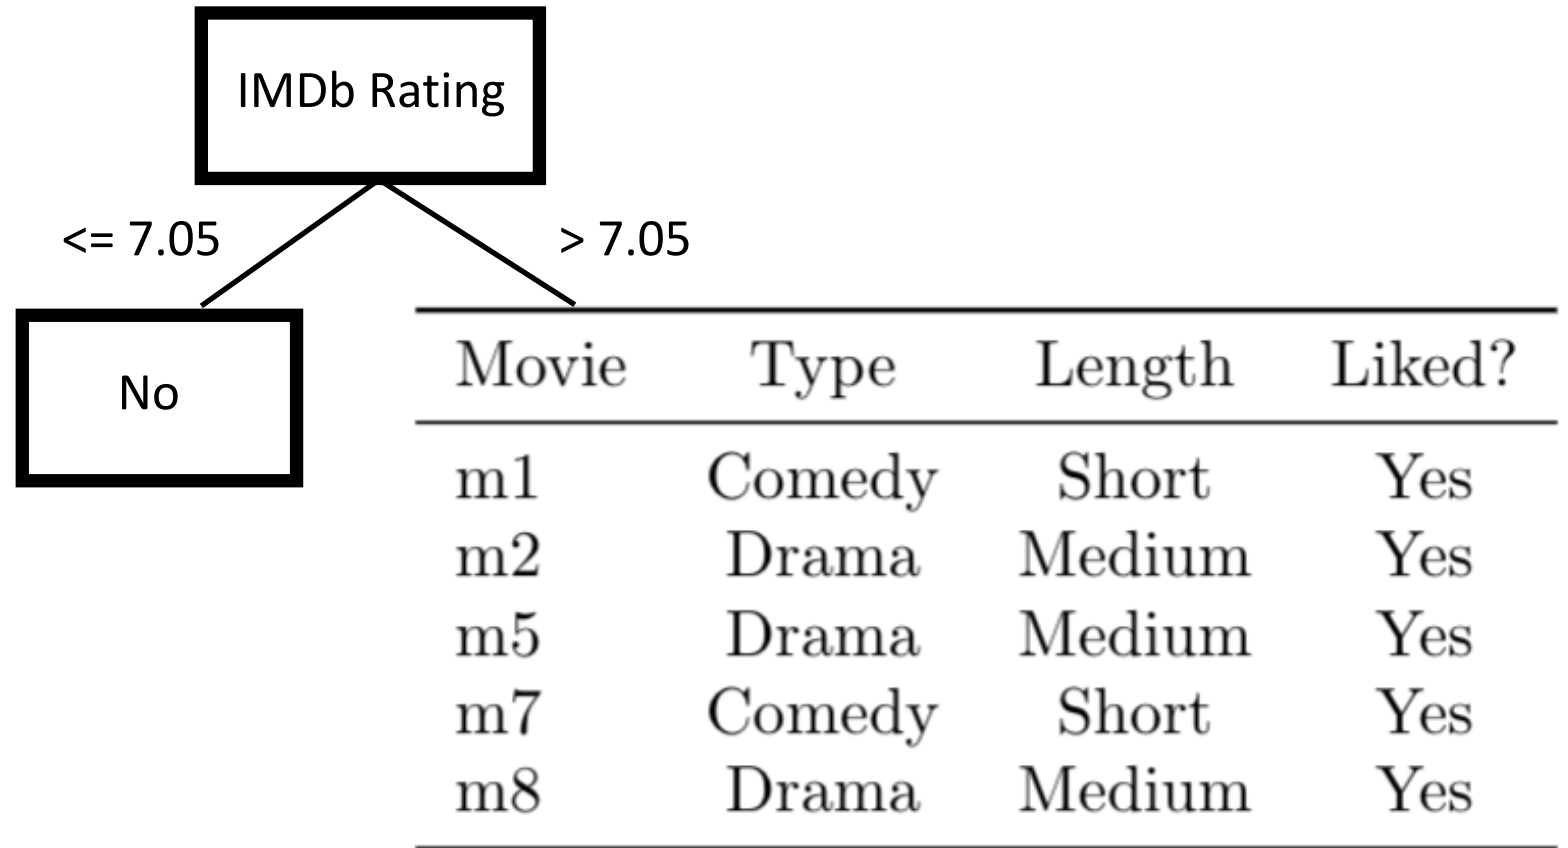 IMDb Rating
<= 7.05 > 7.05
No
Movie Type Length Liked?
m1 Comedy Short Yes
m2 Drama Medium Yes
m5 Drama Medium Yes
m7 Comedy Short Yes
m8 Drama Medium Yes